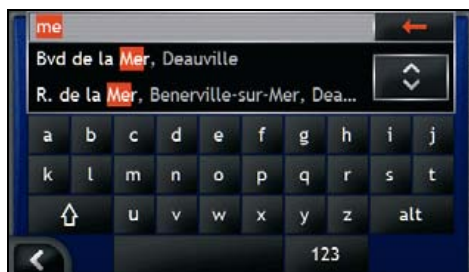 me
Bvd de la Mer, Deauville
R. de la Mer, Benerville-sur-Mer, Dea...
a b c d e f g h i j
k l m n o p q r s t
u v w x y z alt
123